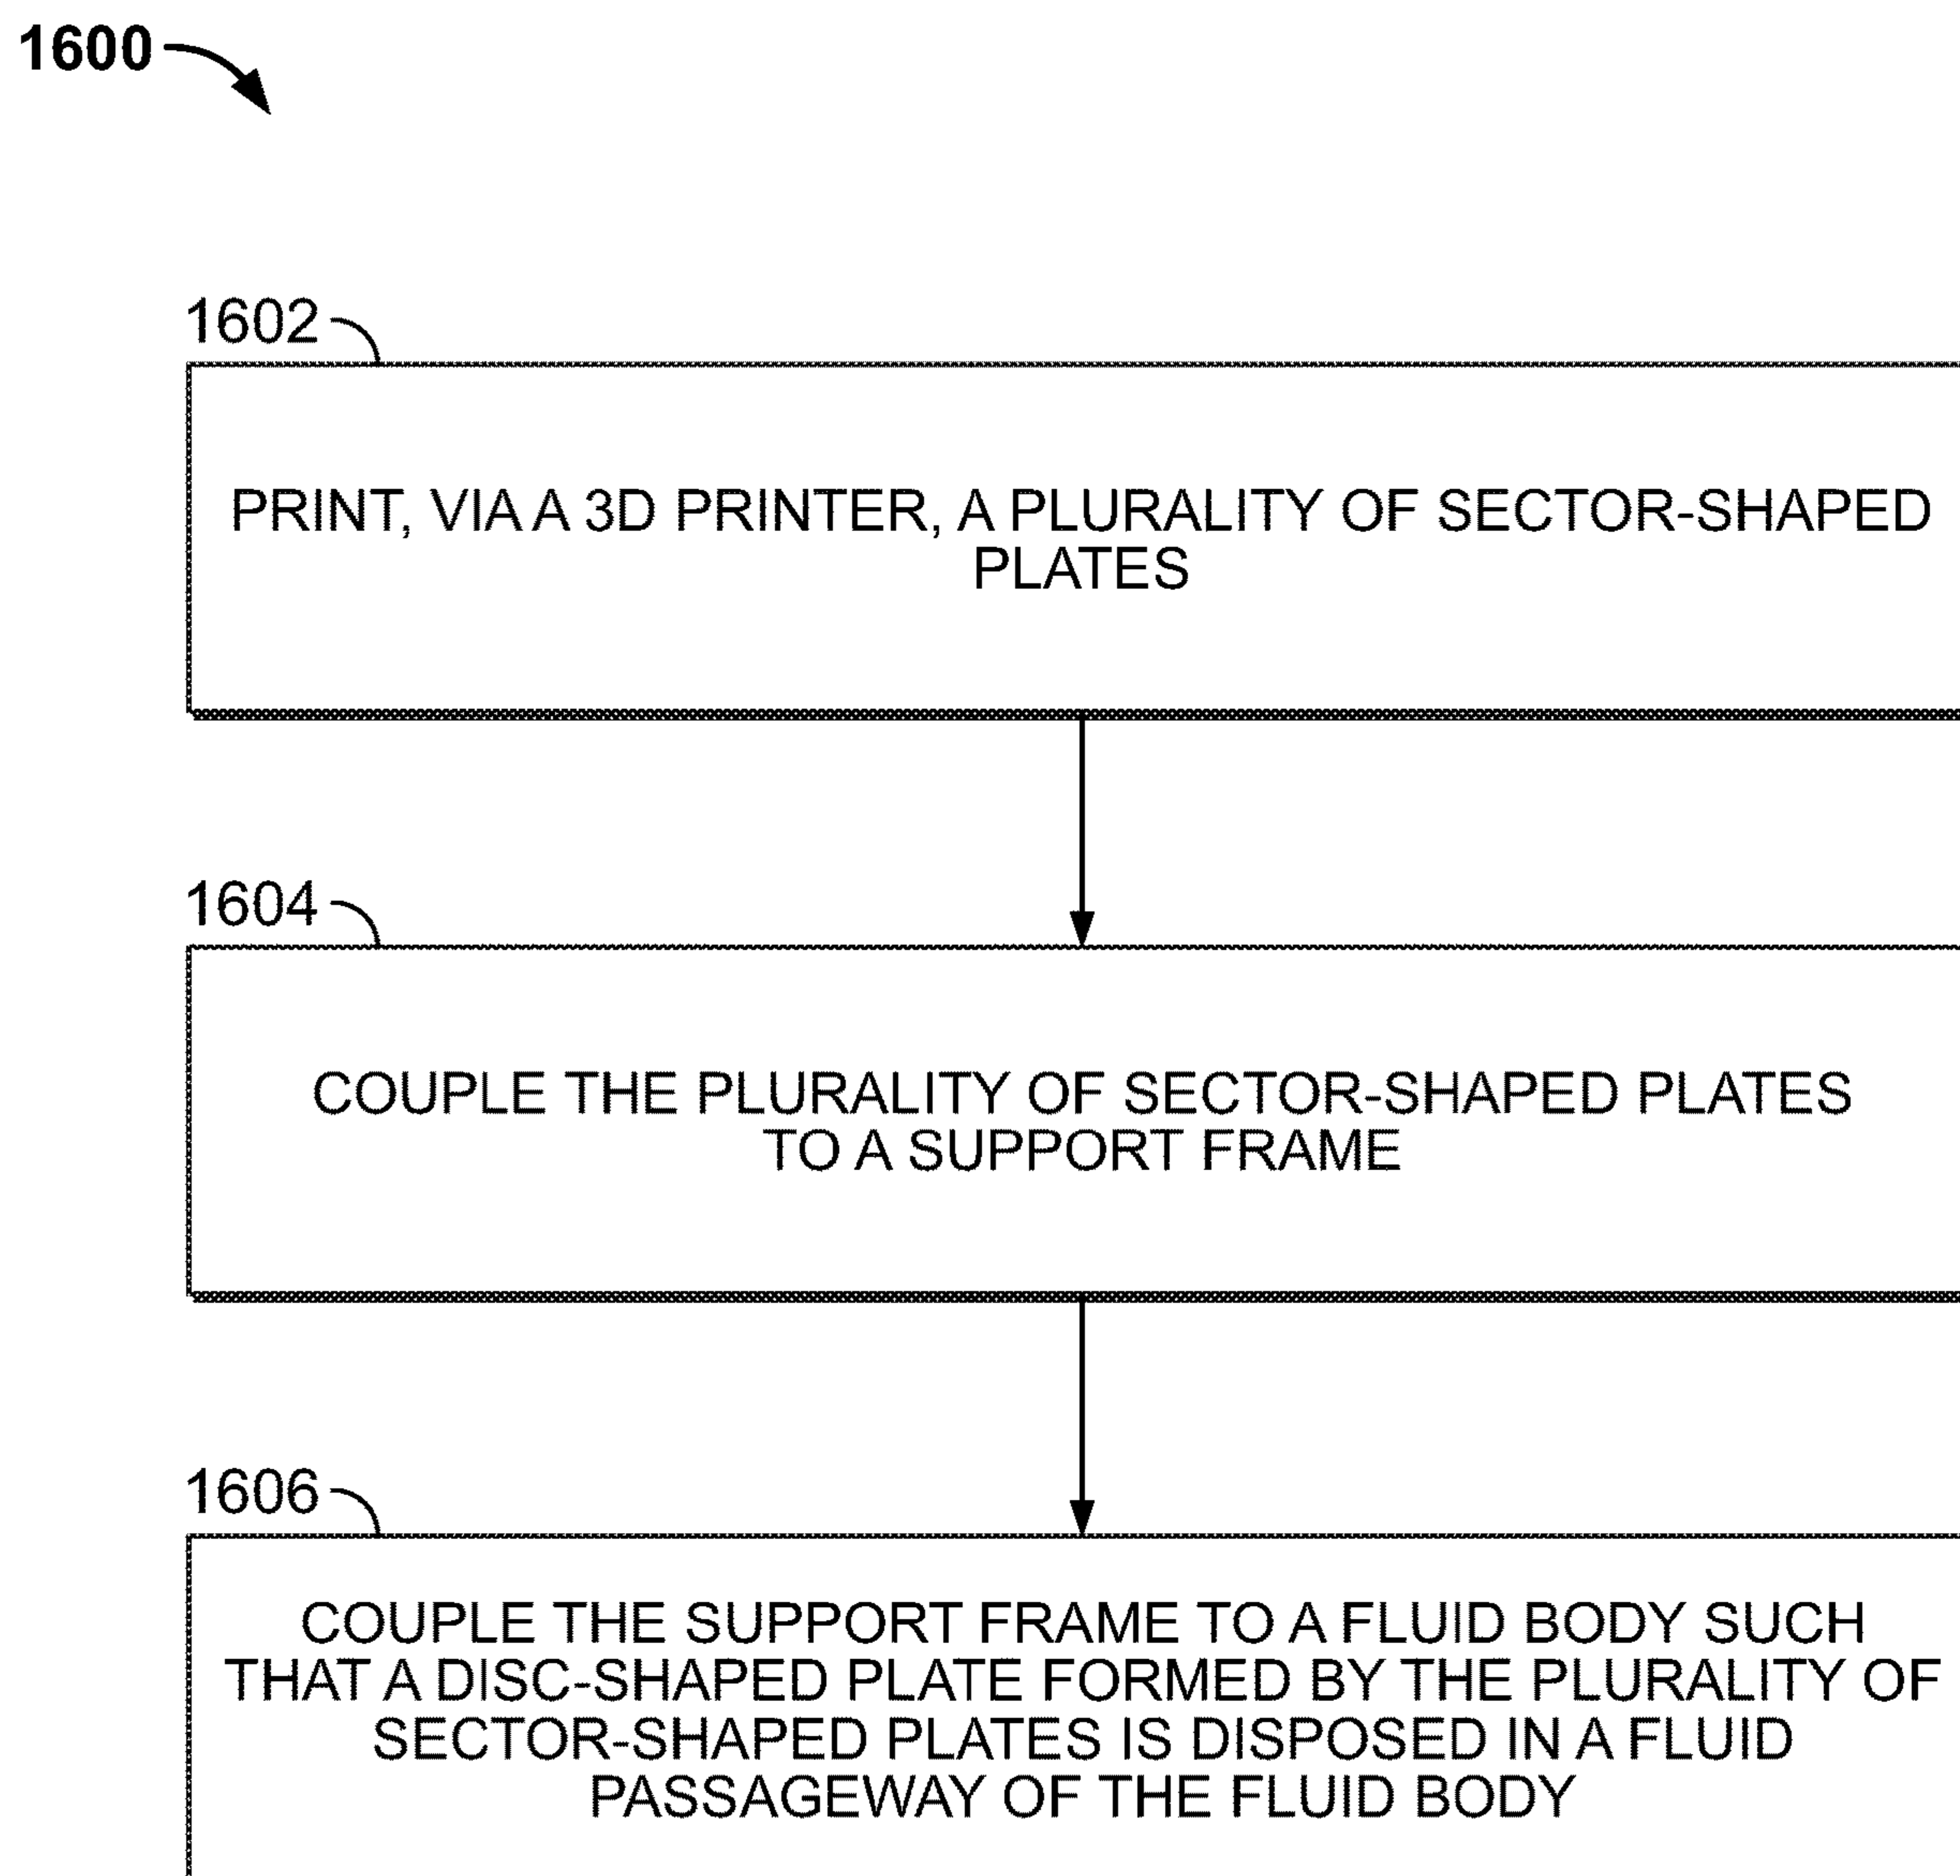 1600
1602
PRINT, VIA A 3D PRINTER, A PLURALITY OF SECTOR-SHAPED
PLATES
1604
COUPLE THE PLURALITY OF SECTOR-SHAPED PLATES
TO A SUPPORT FRAME
1606
COUPLE THE SUPPORT FRAME TO A FLUID BODY SUCH
THAT A DISC-SHAPED PLATE FORMED BY THE PLURALITY OF
SECTOR-SHAPED PLATES IS DISPOSED IN A FLUID
PASSAGEWAY OF THE FLUID BODY